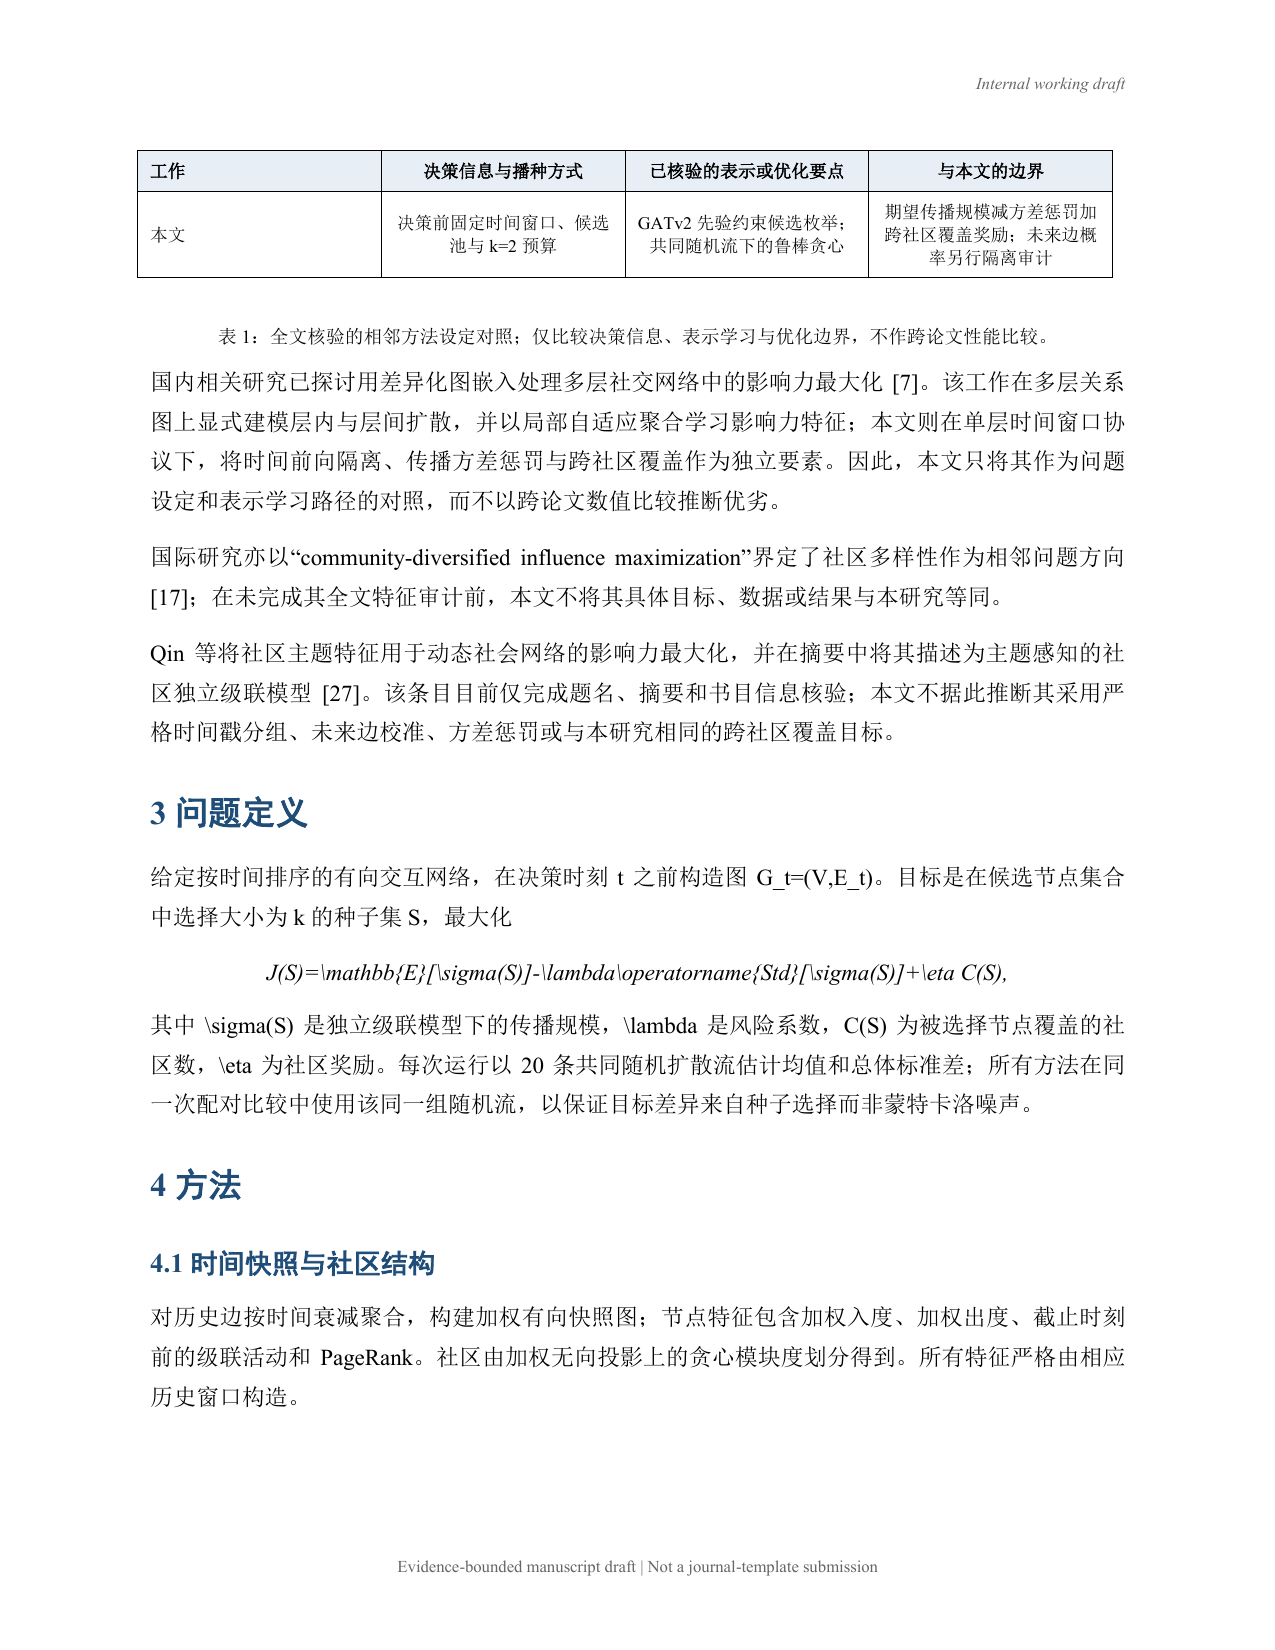 Internal working draft
工作 决策信息与播种方式 已核验的表示或优化要点 与本文的边界
本文
决策前固定时间窗口、候选
池与 k=2 预算
GATv2 先验约束候选枚举；
共同随机流下的鲁棒贪心
期望传播规模减方差惩罚加
跨社区覆盖奖励；未来边概
率另行隔离审计
表 1：全文核验的相邻方法设定对照；仅比较决策信息、表示学习与优化边界，不作跨论文性能比较。
国内相关研究已探讨用差异化图嵌入处理多层社交网络中的影响力最大化 [7]。该工作在多层关系
图上显式建模层内与层间扩散，并以局部自适应聚合学习影响力特征；本文则在单层时间窗口协
议下，将时间前向隔离、传播方差惩罚与跨社区覆盖作为独立要素。因此，本文只将其作为问题
设定和表示学习路径的对照，而不以跨论文数值比较推断优劣。
国际研究亦以“community-diversified influence maximization”界定了社区多样性作为相邻问题方向
[17]；在未完成其全文特征审计前，本文不将其具体目标、数据或结果与本研究等同。
Qin 等将社区主题特征用于动态社会网络的影响力最大化，并在摘要中将其描述为主题感知的社
区独立级联模型 [27]。该条目目前仅完成题名、摘要和书目信息核验；本文不据此推断其采用严
格时间戳分组、未来边校准、方差惩罚或与本研究相同的跨社区覆盖目标。
3 问题定义
给定按时间排序的有向交互网络，在决策时刻 t 之前构造图 G_t=(V,E_t)。目标是在候选节点集合
中选择大小为 k 的种子集 S，最大化
J(S)=\mathbb{E}[\sigma(S)]-\lambda\operatorname{Std}[\sigma(S)]+\eta C(S),
其中 \sigma(S) 是独立级联模型下的传播规模，\lambda 是风险系数，C(S) 为被选择节点覆盖的社
区数，\eta 为社区奖励。每次运行以 20 条共同随机扩散流估计均值和总体标准差；所有方法在同
一次配对比较中使用该同一组随机流，以保证目标差异来自种子选择而非蒙特卡洛噪声。
4 方法
4.1 时间快照与社区结构
对历史边按时间衰减聚合，构建加权有向快照图；节点特征包含加权入度、加权出度、截止时刻
前的级联活动和 PageRank。社区由加权无向投影上的贪心模块度划分得到。所有特征严格由相应
历史窗口构造。
Evidence-bounded manuscript draft | Not a journal-template submission